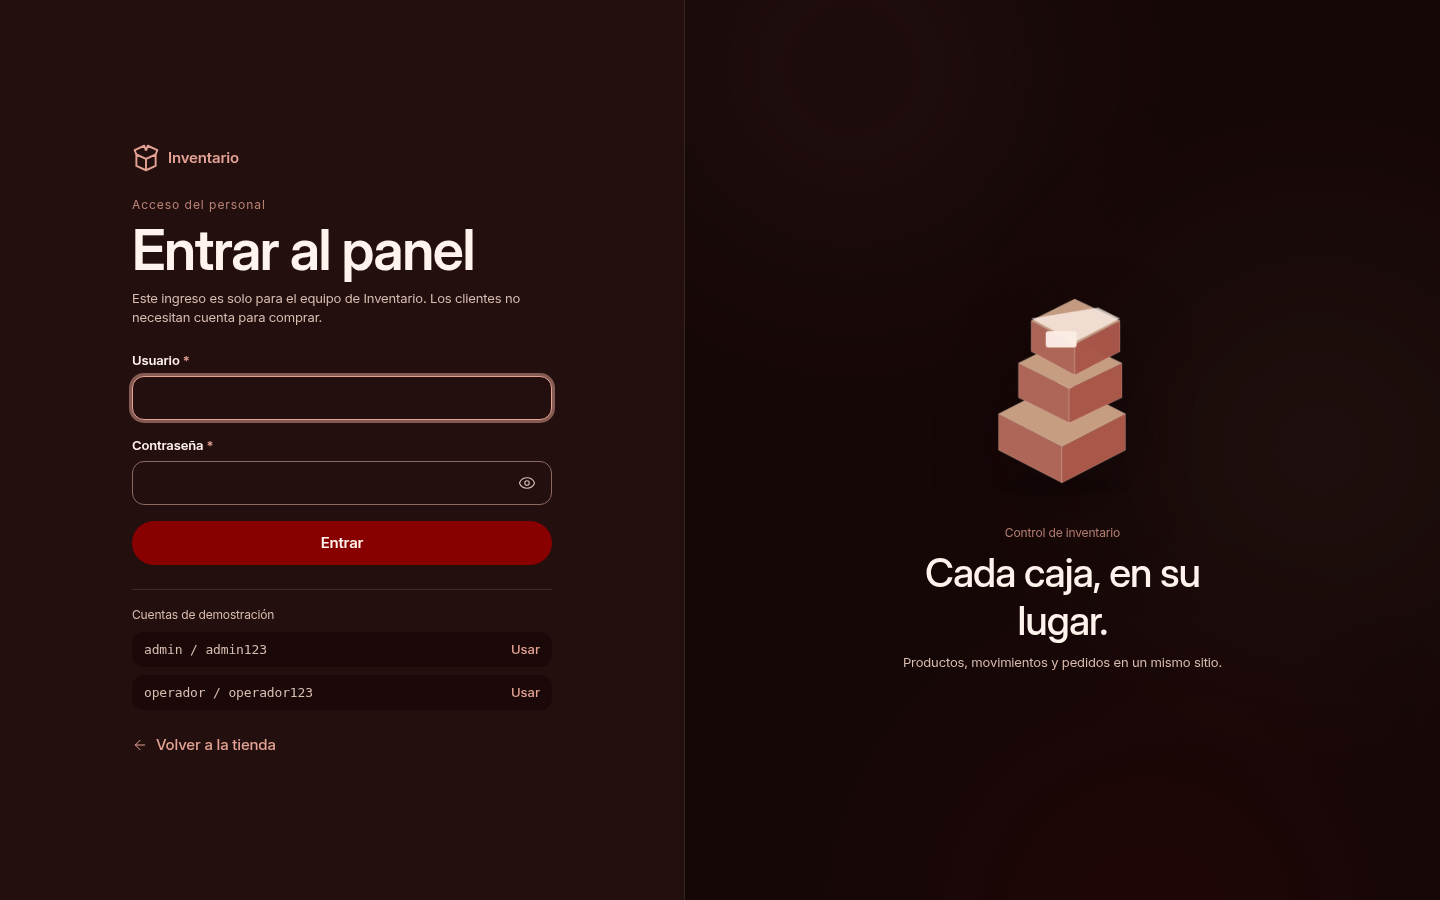 Inventario
Acceso del personal
Entrar al panel
Este ingreso es solo para el equipo de Inventario. Los clientes no
necesitan cuenta para comprar.
Usuario *
Contraseña *
Entrar
Cuentas de demostración
admin / admin123 Usar
operador / operador123 Usar
← Volver a la tienda
Control de inventario
Cada caja, en su
lugar.
Productos, movimientos y pedidos en un mismo sitio.